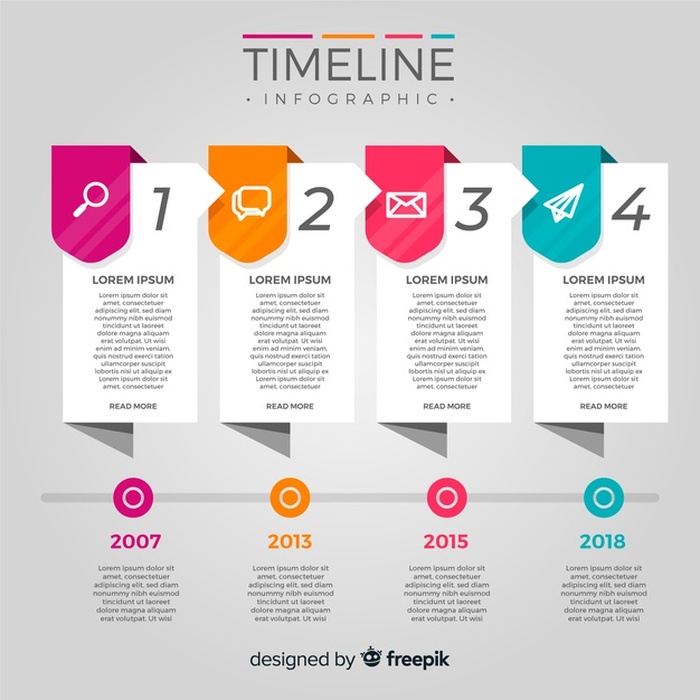 TIMELINE
• INFOGRAPHIC •
1
LOREM IPSUM
Lorem ipsum dolor sit
amet, consectetuer
adipiscing elit, sed diam
nonummy nibh euismod
tincidunt ut laoreet
dolore magna aliquam
erat volutpat. Ut wisi
enim ad minim veniam,
quis nostrud exerci tation
ullamcorper suscipit
lobortis nisl ut aliquip ex
Lorem ipsum dolor sit
amet, consectetuer
READ MORE
2
LOREM IPSUM
Lorem ipsum dolor sit
amet, consectetuer
adipiscing elit, sed diam
nonummy nibh euismod
tincidunt ut laoreet
dolore magna aliquam
erat volutpat. Ut wisi
enim ad minim veniam,
quis nostrud exerci tation
ullamcorper suscipit
lobortis nisl ut aliquip ex
Lorem ipsum dolor sit
amet, consectetuer
READ MORE
3
LOREM IPSUM
Lorem ipsum dolor sit
amet, consectetuer
adipiscing elit, sed diam
nonummy nibh euismod
tincidunt ut laoreet
dolore magna aliquam
erat volutpat. Ut wisi
enim ad minim veniam,
quis nostrud exerci tation
ullamcorper suscipit
lobortis nisl ut aliquip ex
Lorem ipsum dolor sit
amet, consectetuer
READ MORE
4
LOREM IPSUM
Lorem ipsum dolor sit
amet, consectetuer
adipiscing elit, sed diam
nonummy nibh euismod
tincidunt ut laoreet
dolore magna aliquam
erat volutpat. Ut wisi
enim ad minim veniam,
quis nostrud exerci tation
ullamcorper suscipit
lobortis nisl ut aliquip ex
Lorem ipsum dolor sit
amet, consectetuer
READ MORE
2007
Lorem ipsum dolor sit
amet, consectetuer
adipiscing elit, sed diam
nonummy nibh euismod
tincidunt ut laoreet
dolore magna aliquam
erat volutpat. Ut wisi
2013
Lorem ipsum dolor sit
amet, consectetuer
adipiscing elit, sed diam
nonummy nibh euismod
tincidunt ut laoreet
dolore magna aliquam
erat volutpat. Ut wisi
2015
Lorem ipsum dolor sit
amet, consectetuer
adipiscing elit, sed diam
nonummy nibh euismod
tincidunt ut laoreet
dolore magna aliquam
erat volutpat. Ut wisi
2018
Lorem ipsum dolor sit
amet, consectetuer
adipiscing elit, sed diam
nonummy nibh euismod
tincidunt ut laoreet
dolore magna aliquam
erat volutpat. Ut wisi
designed by freepik